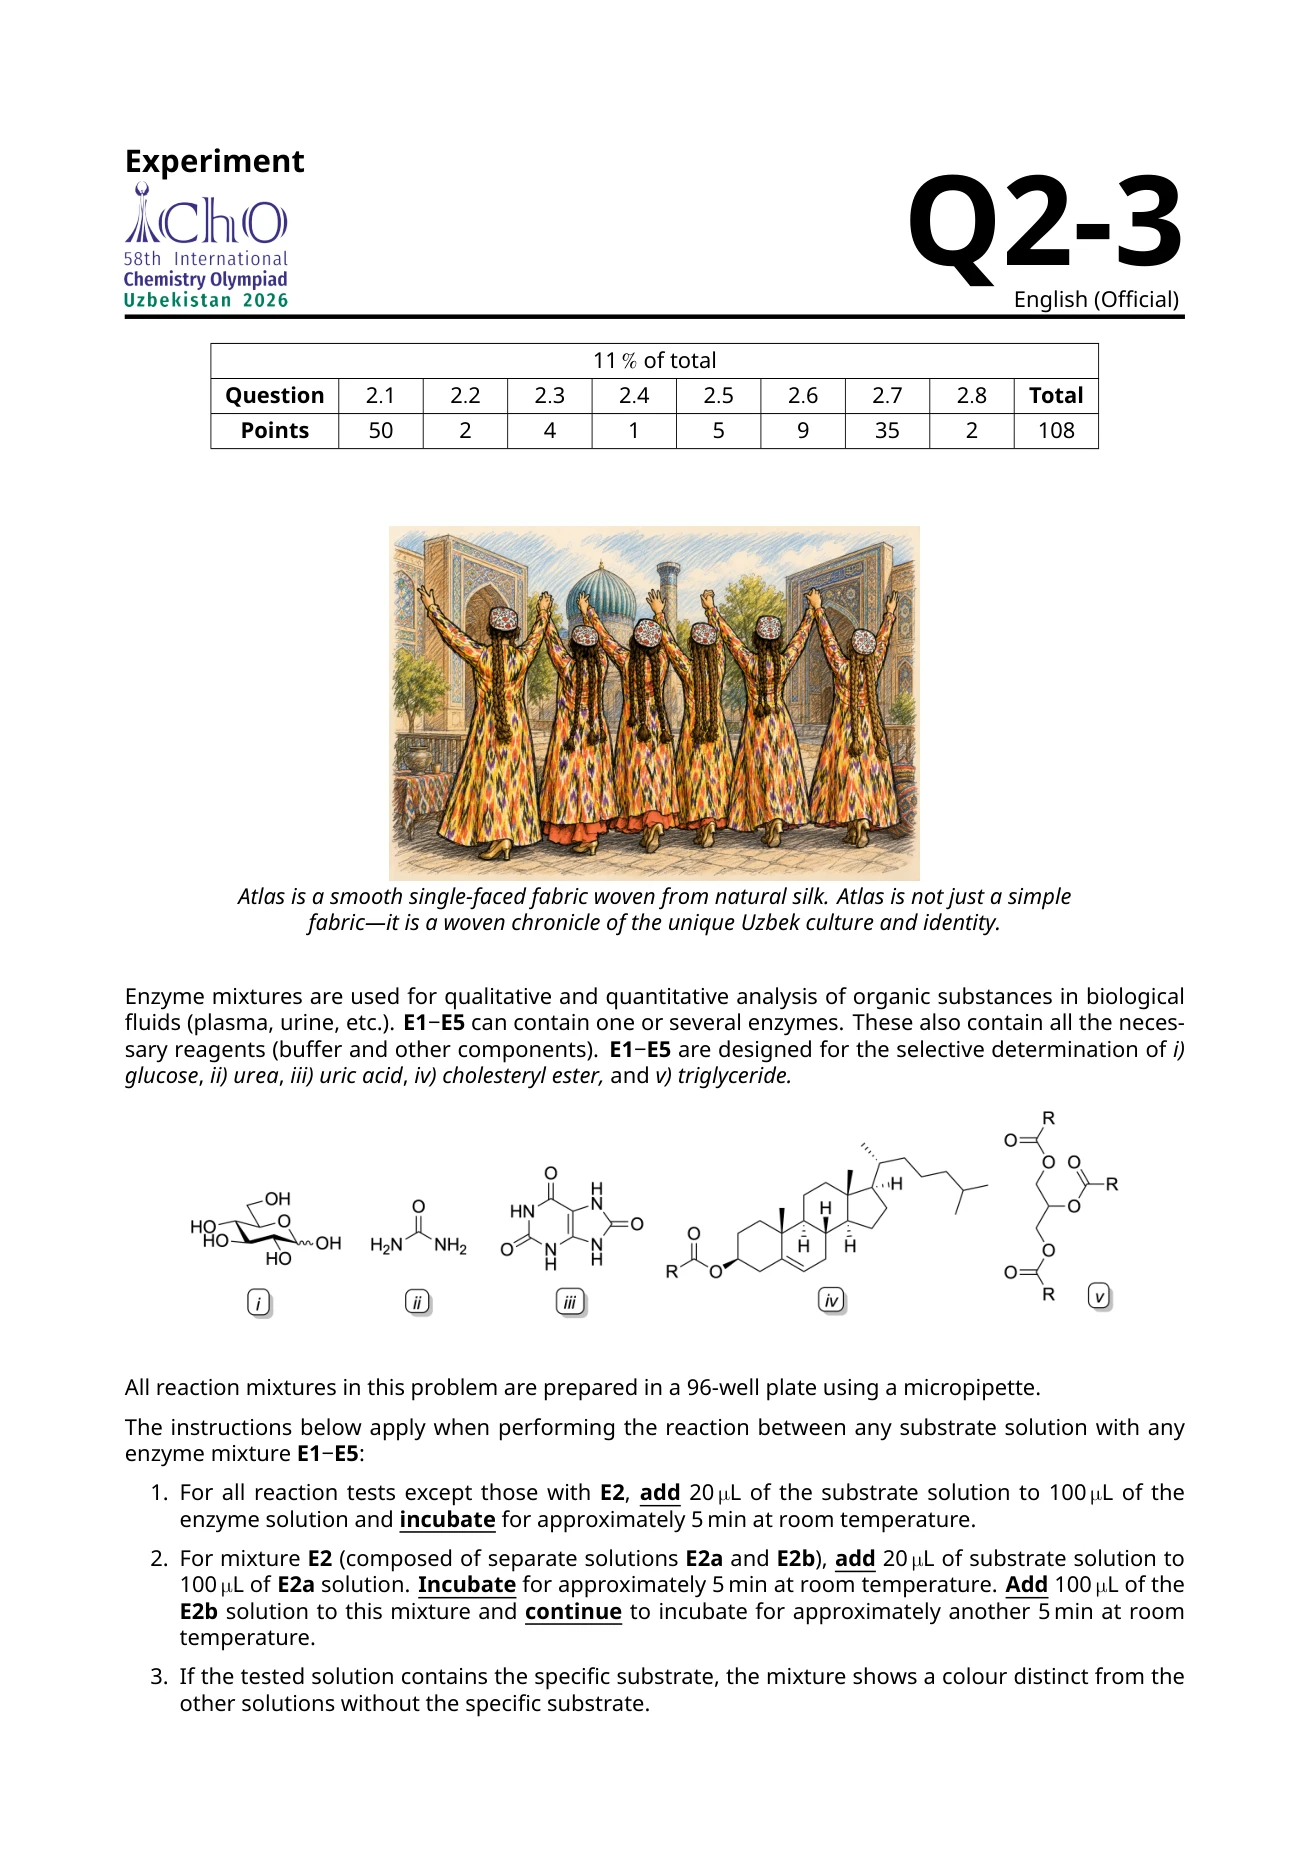 Experiment
IChO
58th International
Chemistry Olympiad
Uzbekistan 2026
Q2-3
English (Official)
11 % of total
Question 2.1 2.2 2.3 2.4 2.5 2.6 2.7 2.8 Total
Points 50 2 4 1 5 9 35 2 108
Atlas is a smooth single-faced fabric woven from natural silk. Atlas is not just a simple
fabric—it is a woven chronicle of the unique Uzbek culture and identity.
Enzyme mixtures are used for qualitative and quantitative analysis of organic substances in biological
fluids (plasma, urine, etc.). E1−E5 can contain one or several enzymes. These also contain all the neces-
sary reagents (buffer and other components). E1−E5 are designed for the selective determination of i)
glucose, ii) urea, iii) uric acid, iv) cholesteryl ester, and v) triglyceride.
OH
HO
HO
O
HO
OH
i
O
H2N
NH2
ii
O
HN
H
N
O
O
N
H
N
H
iii
H
H
H
H
O
R
O
iv
R
O
O
O
R
O
O
O
R
v
All reaction mixtures in this problem are prepared in a 96-well plate using a micropipette.
The instructions below apply when performing the reaction between any substrate solution with any
enzyme mixture E1−E5:
1. For all reaction tests except those with E2, add 20 μL of the substrate solution to 100 μL of the
enzyme solution and incubate for approximately 5 min at room temperature.
2. For mixture E2 (composed of separate solutions E2a and E2b), add 20 μL of substrate solution to
100 μL of E2a solution. Incubate for approximately 5 min at room temperature. Add 100 μL of the
E2b solution to this mixture and continue to incubate for approximately another 5 min at room
temperature.
3. If the tested solution contains the specific substrate, the mixture shows a colour distinct from the
other solutions without the specific substrate.